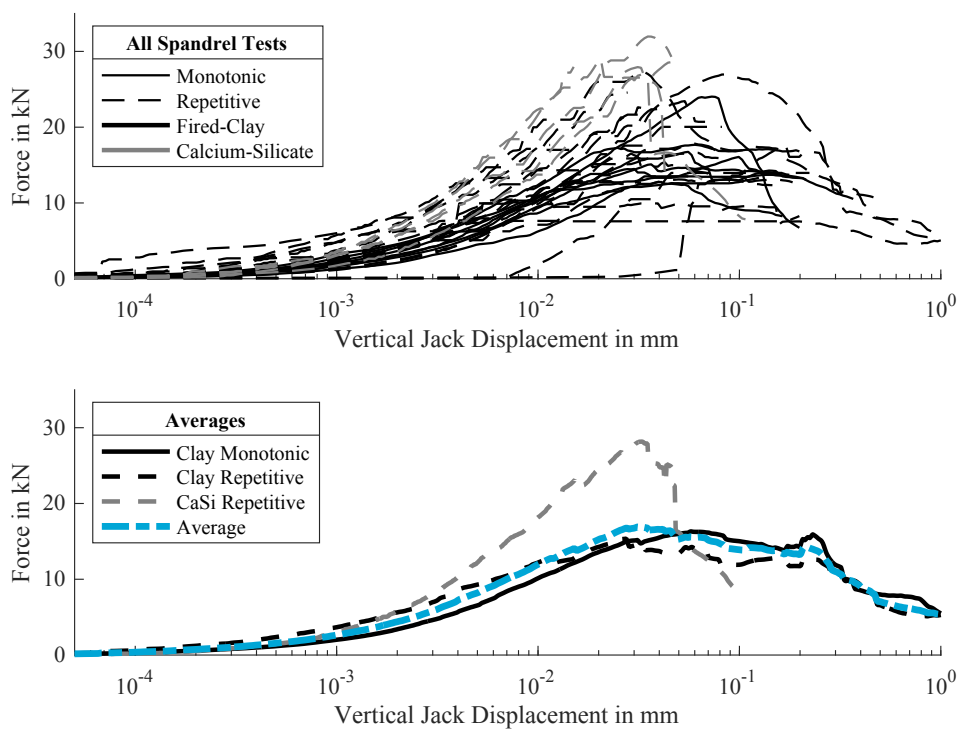 All Spandrel Tests
Monotonic
Repetitive
Fired-Clay
Calcium-Silicate
30
20
10
0
Force in kN
10^-4
10^-3
10^-2
10^-1
10^0
Vertical Jack Displacement in mm
Averages
Clay Monotonic
Clay Repetitive
CaSi Repetitive
Average
30
20
10
0
Force in kN
10^-4
10^-3
10^-2
10^-1
10^0
Vertical Jack Displacement in mm